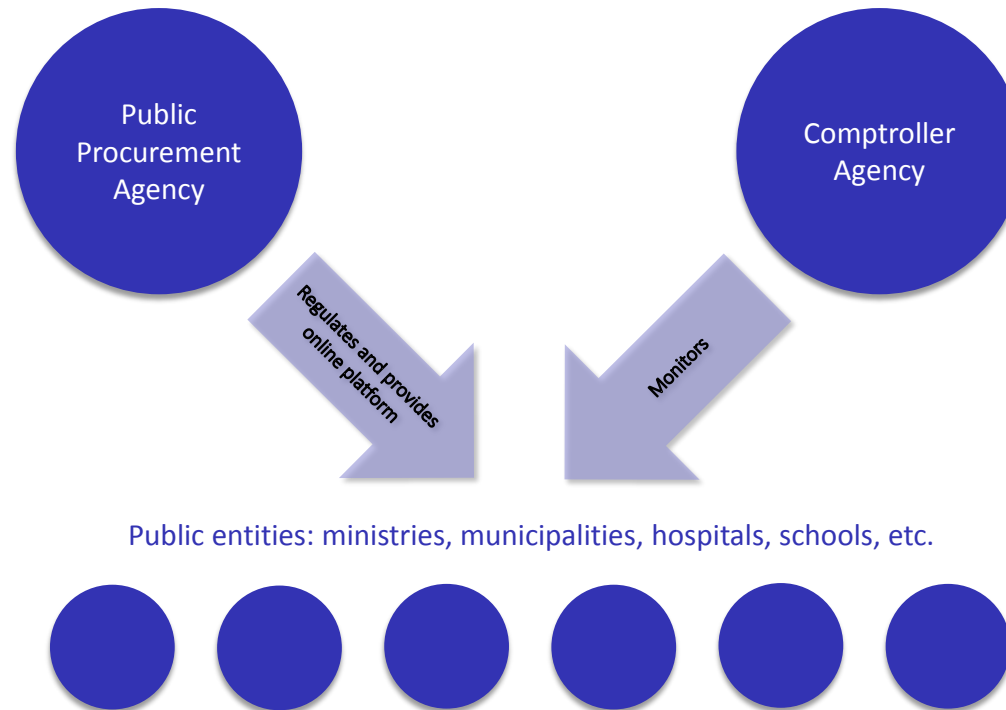 Public
Procurement
Agency
Comptroller
Agency
Regulates and provides
online platform
Monitors
Public entities: ministries, municipalities, hospitals, schools, etc.